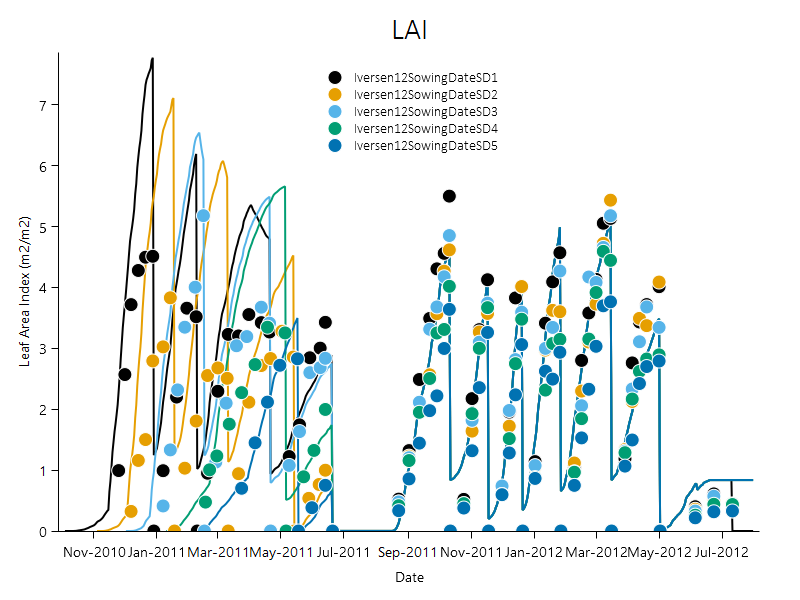 LAI
Iversen12SowingDateSD1
Iversen12SowingDateSD2
Iversen12SowingDateSD3
Iversen12SowingDateSD4
Iversen12SowingDateSD5
Leaf Area Index (m2/m2)
7
6
5
4
3
2
1
0
Nov-2010 Jan-2011 Mar-2011 May-2011 Jul-2011 Sep-2011 Nov-2011 Jan-2012 Mar-2012 May-2012 Jul-2012
Date